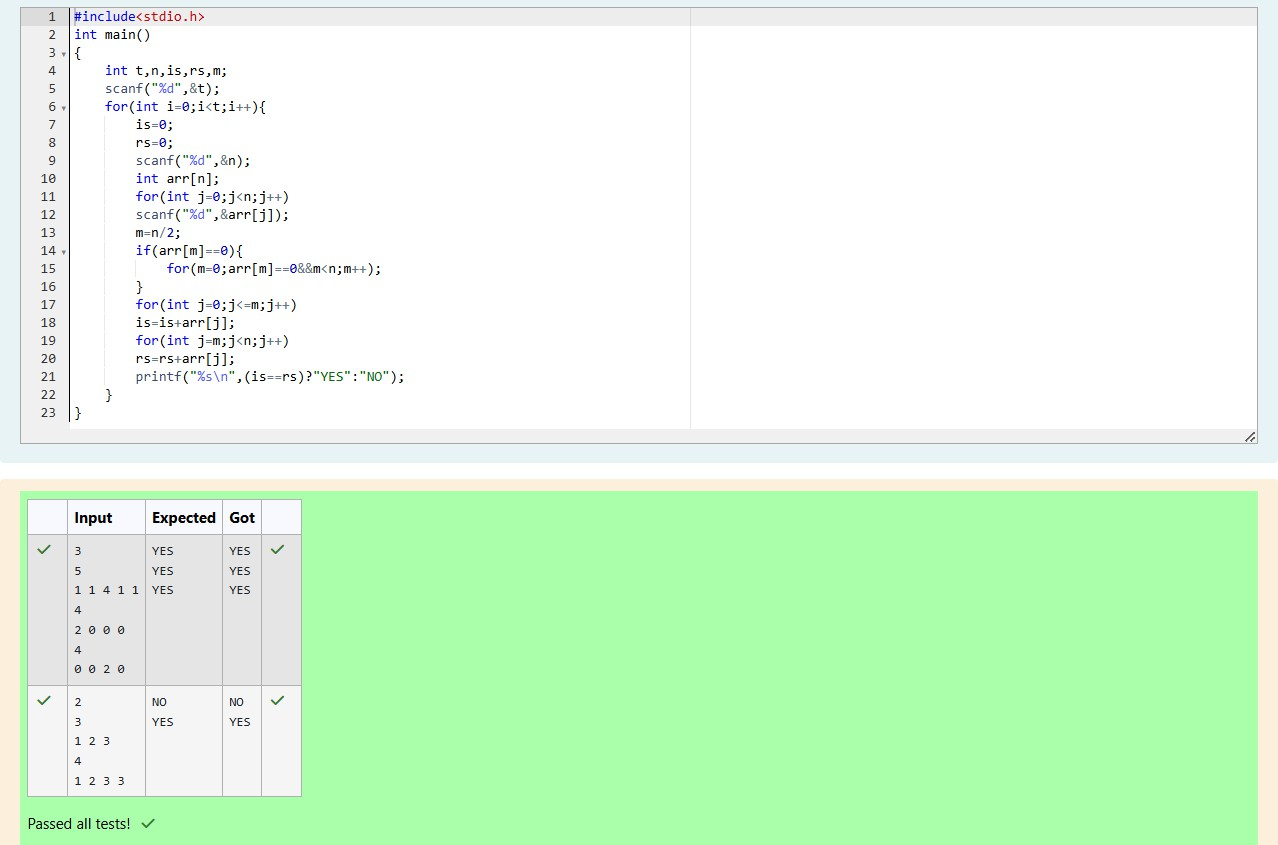 1 #include<stdio.h>
2 int main()
3 {
4 int t,n,is,rs,m;
5 scanf("%d",&t);
6 for(int i=0;i<t;i++){
7 is=0;
8 rs=0;
9 scanf("%d",&n);
10 int arr[n];
11 for(int j=0;j<n;j++)
12 scanf("%d",&arr[j]);
13 m=n/2;
14 if(arr[m]==0){
15 for(m=0;arr[m]==0&&m<n;m++);
16 }
17 for(int j=0;j<=m;j++)
18 is=is+arr[j];
19 for(int j=m;j<n;j++)
20 rs=rs+arr[j];
21 printf("%s\n",(is==rs)?"YES":"NO");
22 }
23 }
Input Expected Got
3 YES YES
5 YES YES
1 1 4 1 1 YES YES
4
2 0 0 0
4
0 0 2 0
2 NO NO
3 YES YES
1 2 3
4
1 2 3 3
Passed all tests!